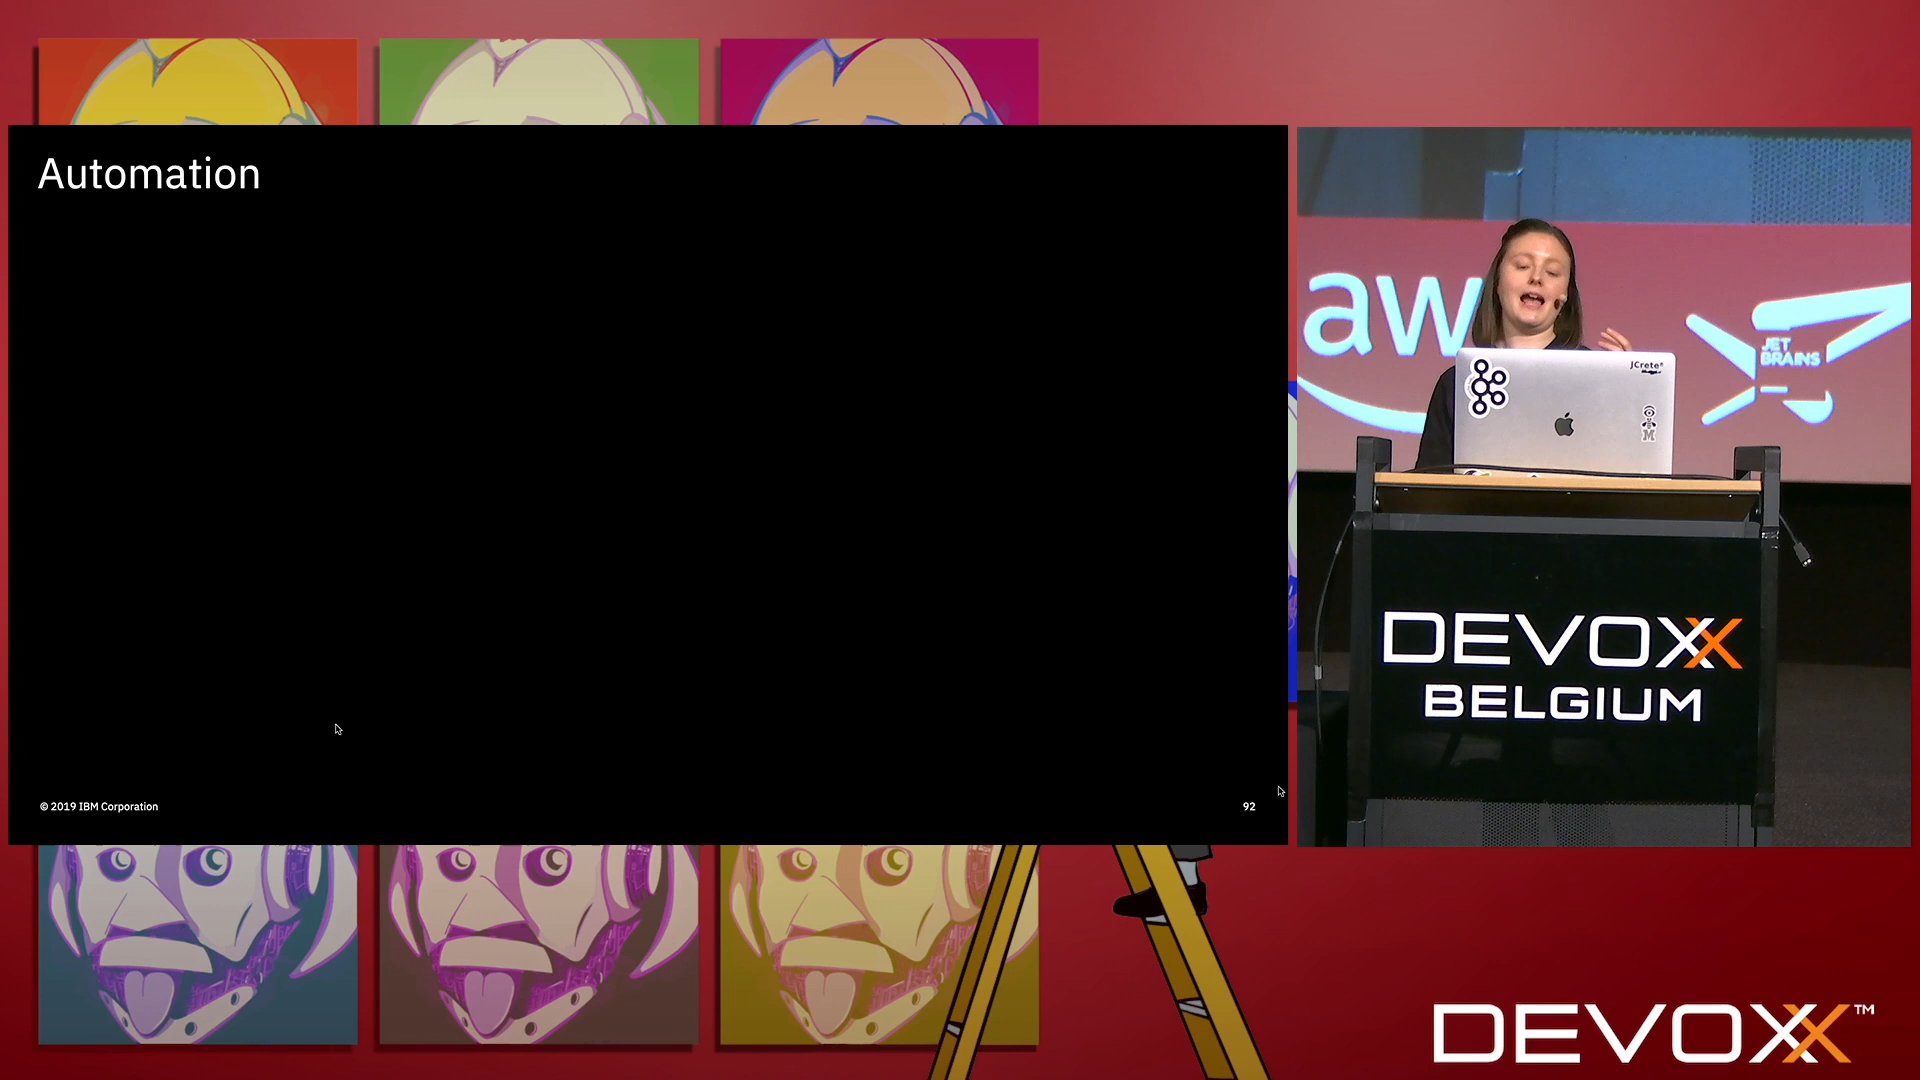 Automation
© 2019 IBM Corporation
92
aw
JET
BRAINS
JCrete
M
DEVOXX
BELGIUM
DEVOXX™